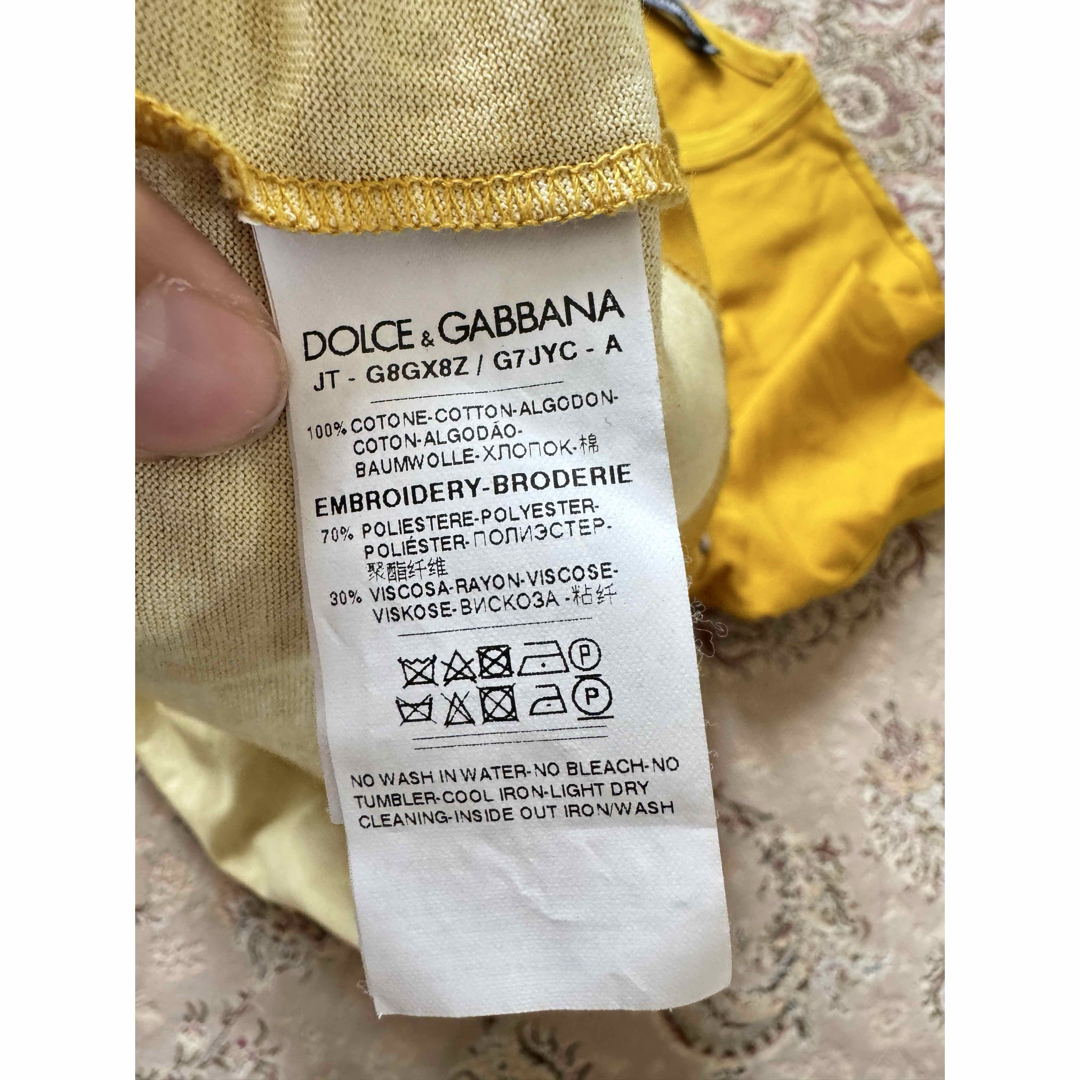 DOLCE & GABBANA
JT - G8GX8Z / G7JYC - A
100% COTONE-COTTON-ALGODON-
COTON-ALGODÃO-
BAUMWOLLE-ХЛОПОК-棉
EMBROIDERY-BRODERIE
70% POLIESTERE-POLYESTER-
POLIÉSTER-ПОЛИЭСТЕР-
聚酯纤维
30% VISCOSA-RAYON-VISCOSE-
VISKOSE-ВИСКОЗА-粘纤
P
P
NO WASH IN WATER-NO BLEACH-NO
TUMBLER-COOL IRON-LIGHT DRY
CLEANING-INSIDE OUT IRON/WASH